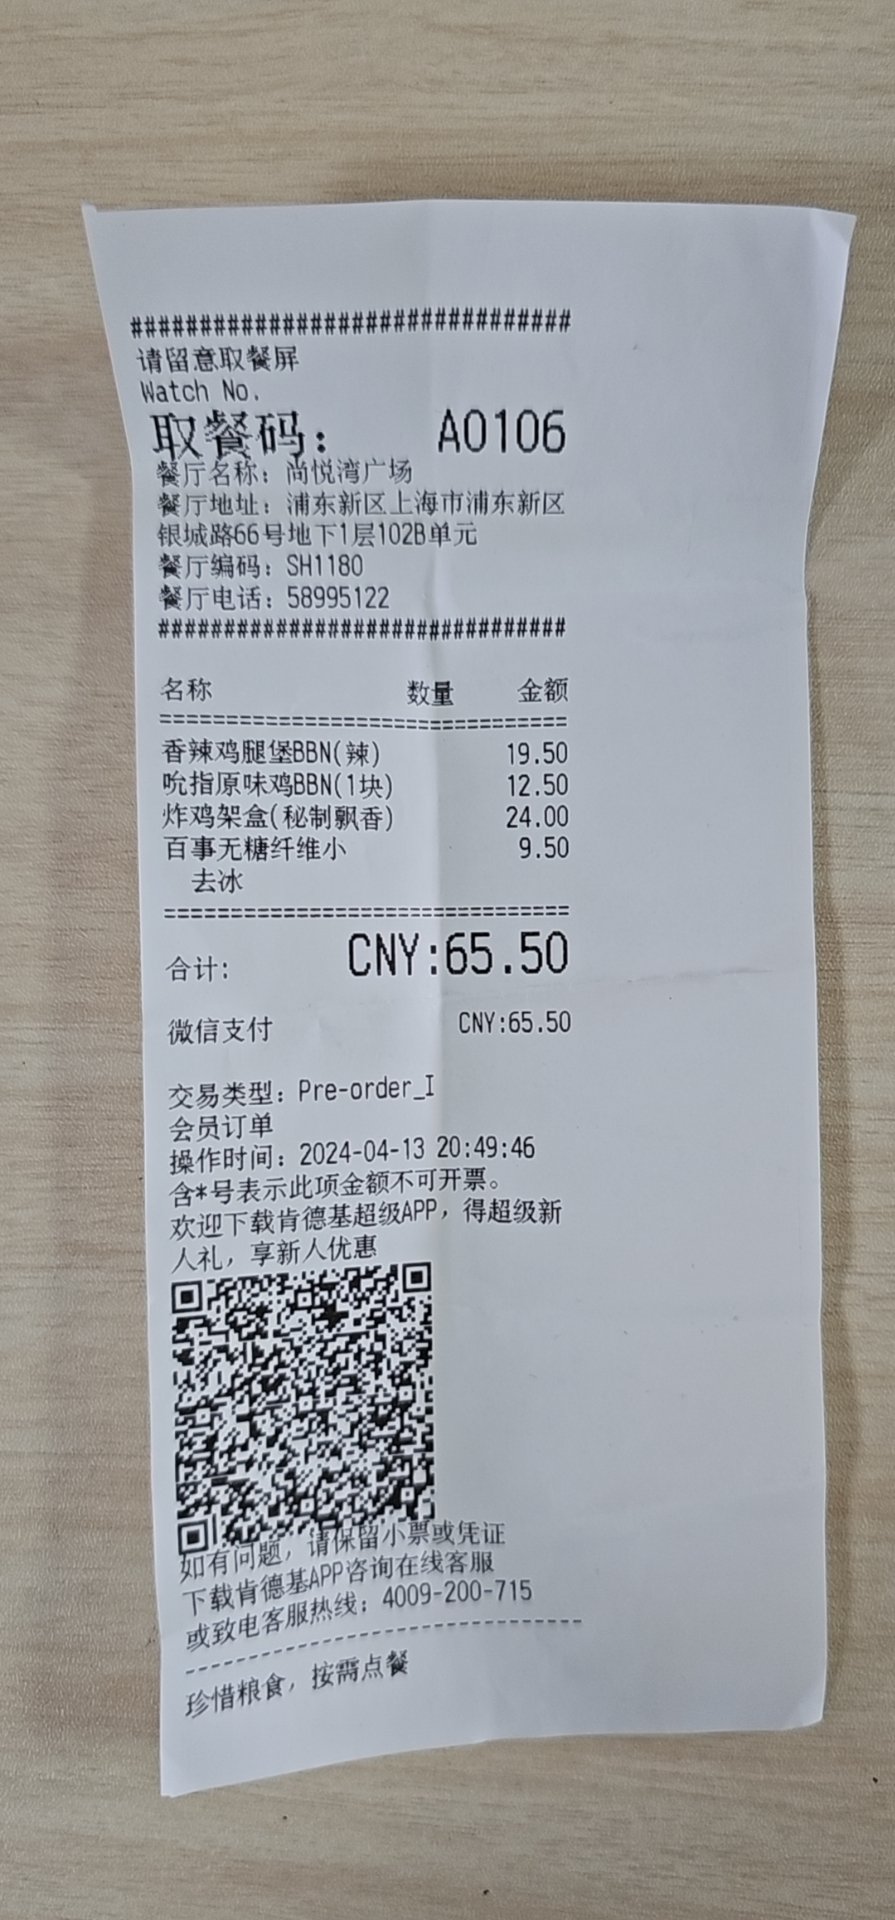 ################################
请留意取餐屏
Watch No.
取餐码： A0106
餐厅名称：尚悦湾广场
餐厅地址：浦东新区上海市浦东新区
银城路66号地下1层102B单元
餐厅编码：SH1180
餐厅电话：58995122
################################
名称 数量 金额
================================
香辣鸡腿堡BBN(辣) 19.50
吮指原味鸡BBN(1块) 12.50
炸鸡架盒(秘制飘香) 24.00
百事无糖纤维小 9.50
去冰
================================
合计: CNY:65.50
微信支付 CNY:65.50
交易类型：Pre-order_I
会员订单
操作时间：2024-04-13 20:49:46
含*号表示此项金额不可开票。
欢迎下载肯德基超级APP，得超级新
人礼，享新人优惠
如有问题，请保留小票或凭证
下载肯德基APP咨询在线客服
或致电客服热线：4009-200-715
--------------------------------
珍惜粮食，按需点餐